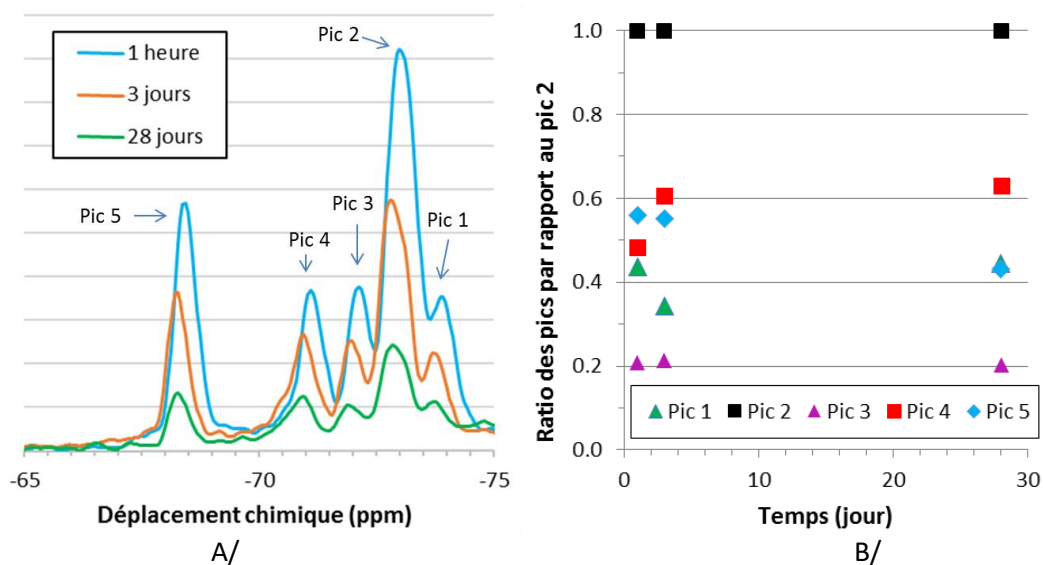 1 heure
3 jours
28 jours
Pic 2
Pic 5
Pic 3
Pic 1
Pic 4
-65
-70
-75
Déplacement chimique (ppm)
A/
Ratio des pics par rapport au pic 2
1.0
0.8
0.6
0.4
0.2
0.0
Pic 1 Pic 2 Pic 3 Pic 4 Pic 5
0 10 20 30
Temps (jour)
B/